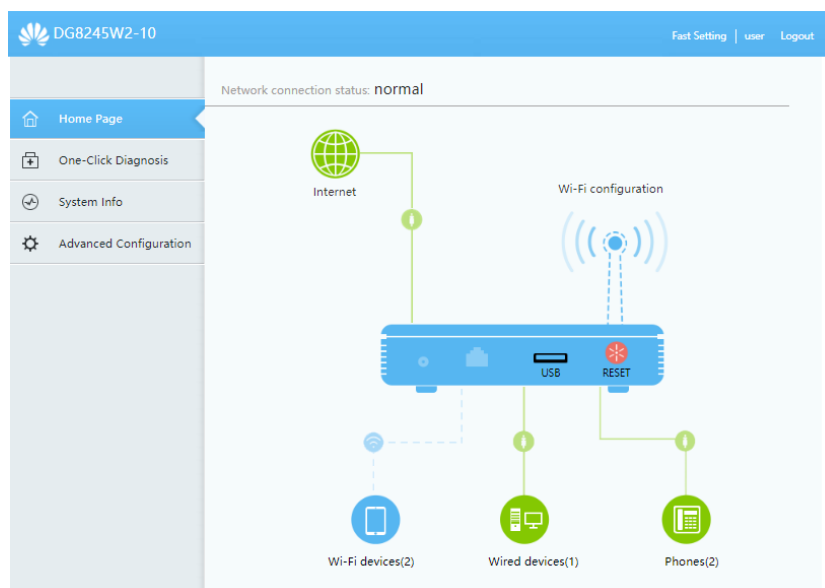 DG8245W2-10
Fast Setting | user Logout
Network connection status: normal
Home Page
One-Click Diagnosis
System Info
Advanced Configuration
Internet
Wi-Fi configuration
USB
RESET
Wi-Fi devices(2)
Wired devices(1)
Phones(2)